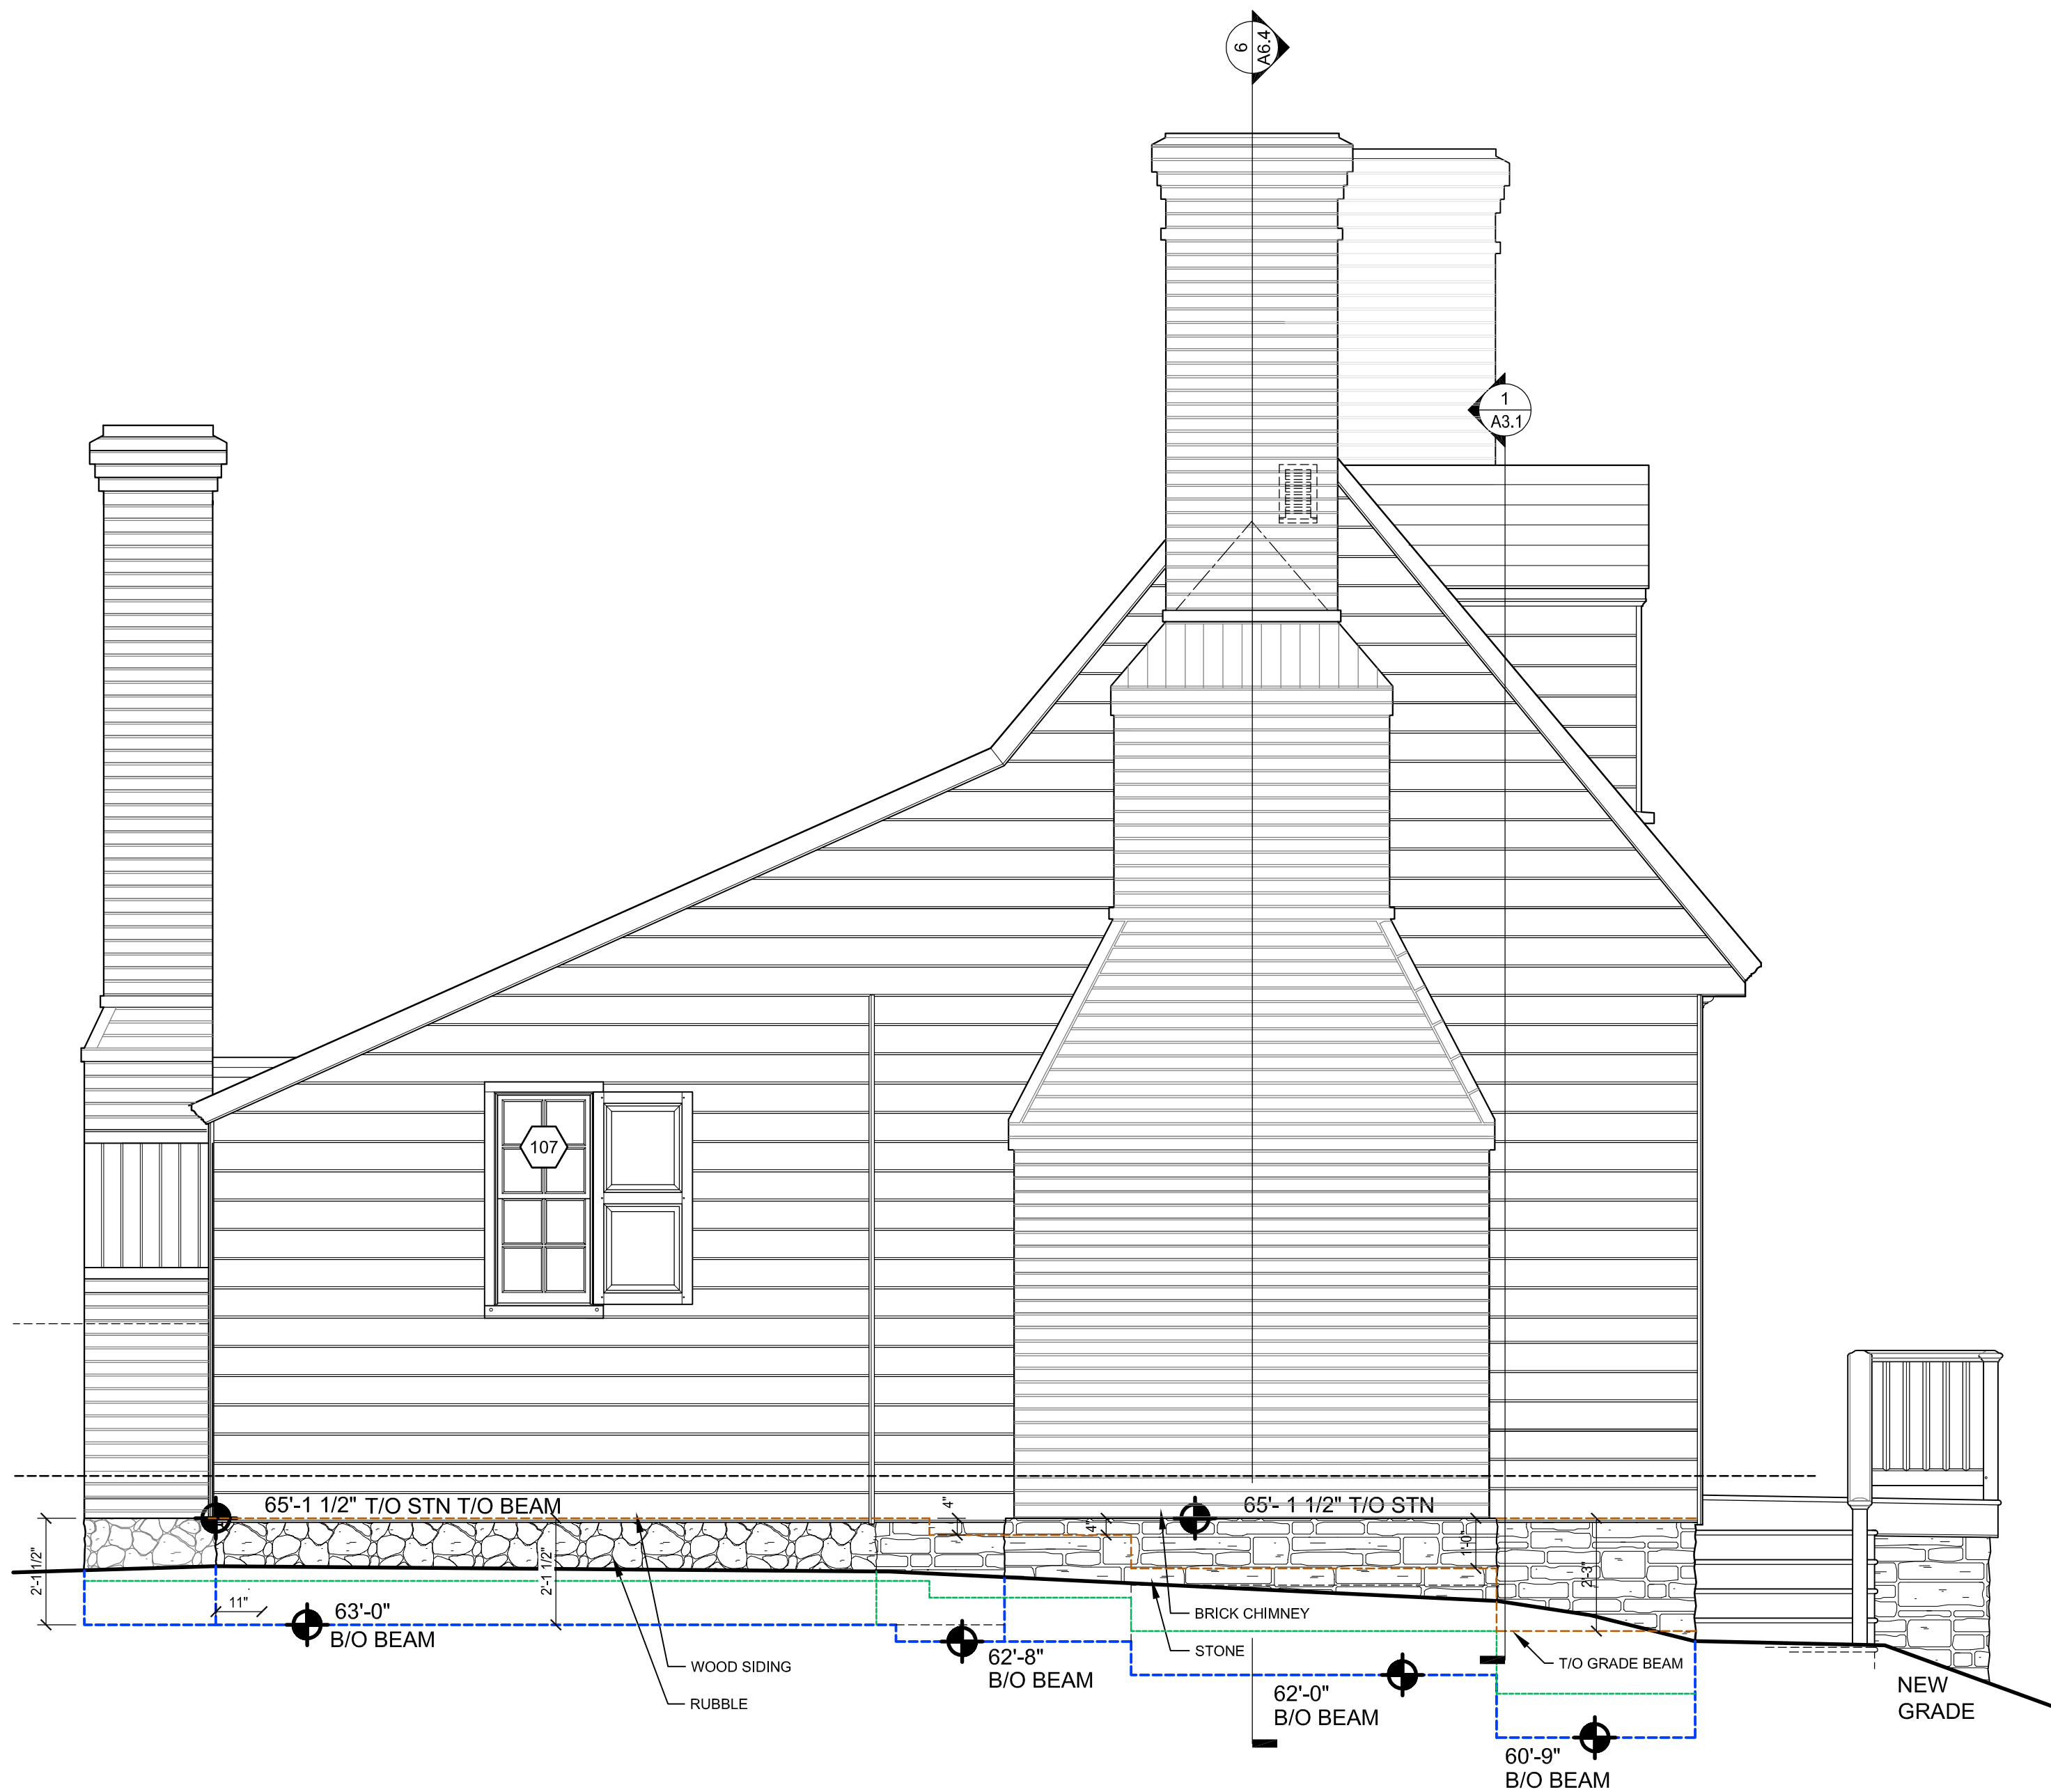 6
A6.4
1
A3.1
107
65'-1 1/2" T/O STN T/O BEAM
4"
4"
65'- 1 1/2" T/O STN
2'-1 1/2"
2'-1 1/2"
1'-0"
2'-3"
11"
63'-0"
B/O BEAM
BRICK CHIMNEY
STONE
62'-8"
B/O BEAM
WOOD SIDING
RUBBLE
T/O GRADE BEAM
62'-0"
B/O BEAM
NEW
GRADE
60'-9"
B/O BEAM